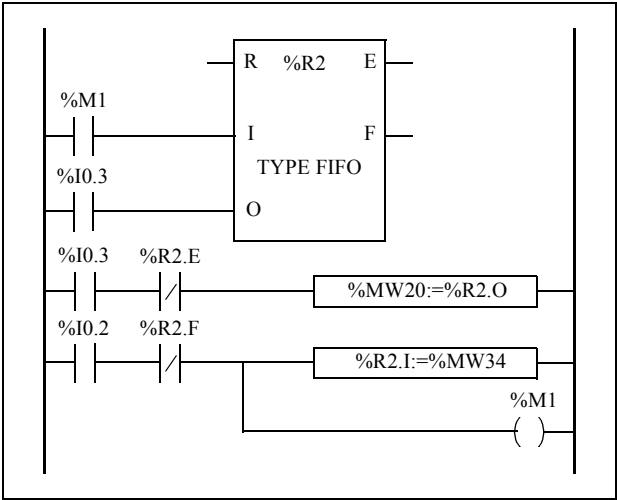 R %R2 E
%M1
I F
TYPE FIFO
%I0.3
O
%I0.3 %R2.E
%MW20:=%R2.O
%I0.2 %R2.F
%R2.I:=%MW34
%M1